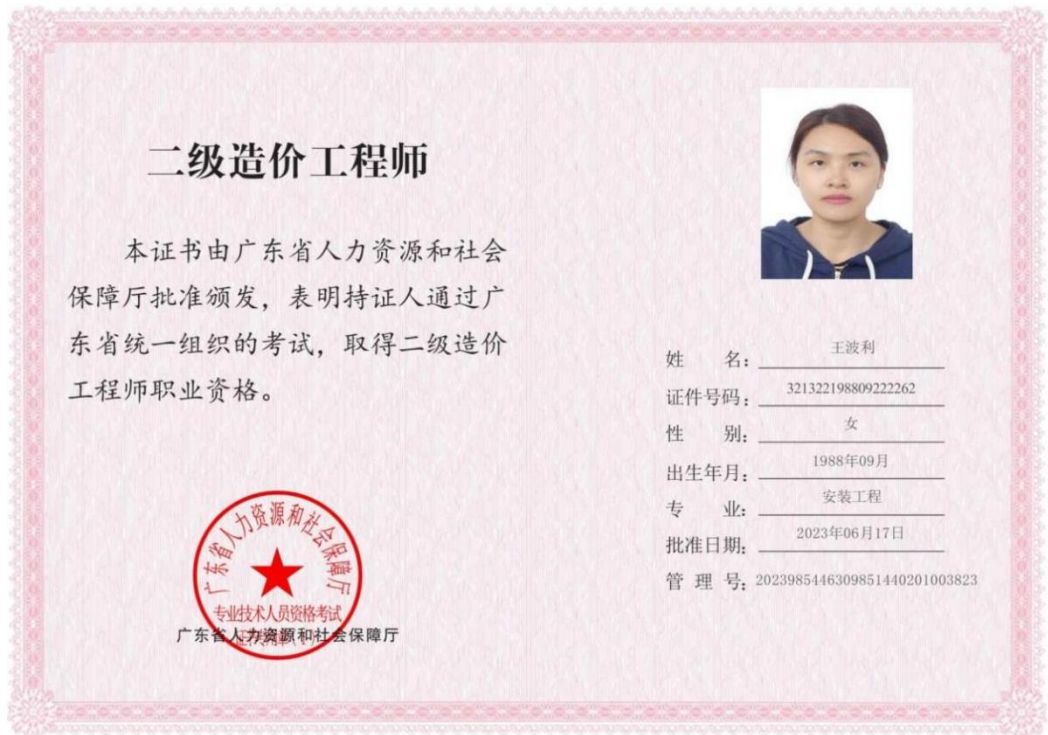 二级造价工程师
本证书由广东省人力资源和社会
保障厅批准颁发，表明持证人通过广
东省统一组织的考试，取得二级造价
工程师职业资格。
广东省人力资源和社会保障厅
专业技术人员资格考试
广东省人力资源和社会保障厅
姓 名：王波利
证件号码：321322198809222262
性 别：女
出生年月：1988年09月
专 业：安装工程
批准日期：2023年06月17日
管 理 号：2023985446309851440201003823